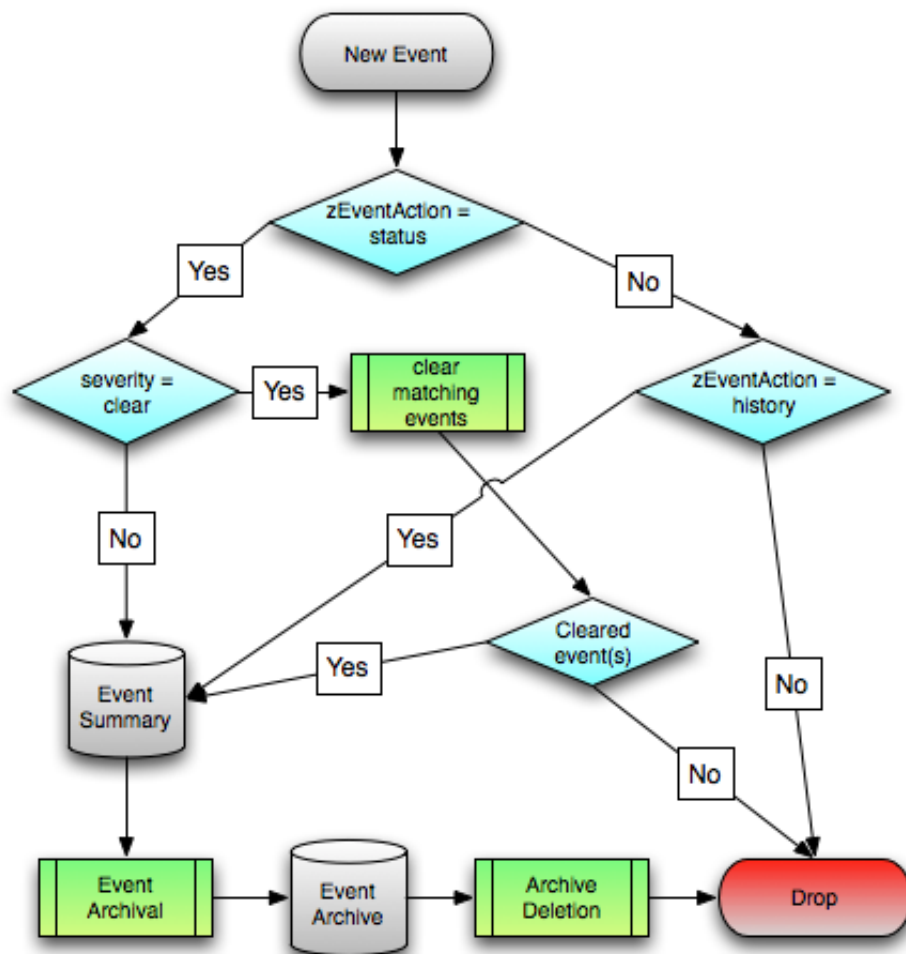 New Event
zEventAction =
status
Yes
No
severity =
clear
Yes
clear
matching
events
zEventAction =
history
No
Yes
Cleared
event(s)
Yes
No
No
Event
Summary
Event
Archival
Event
Archive
Archive
Deletion
Drop